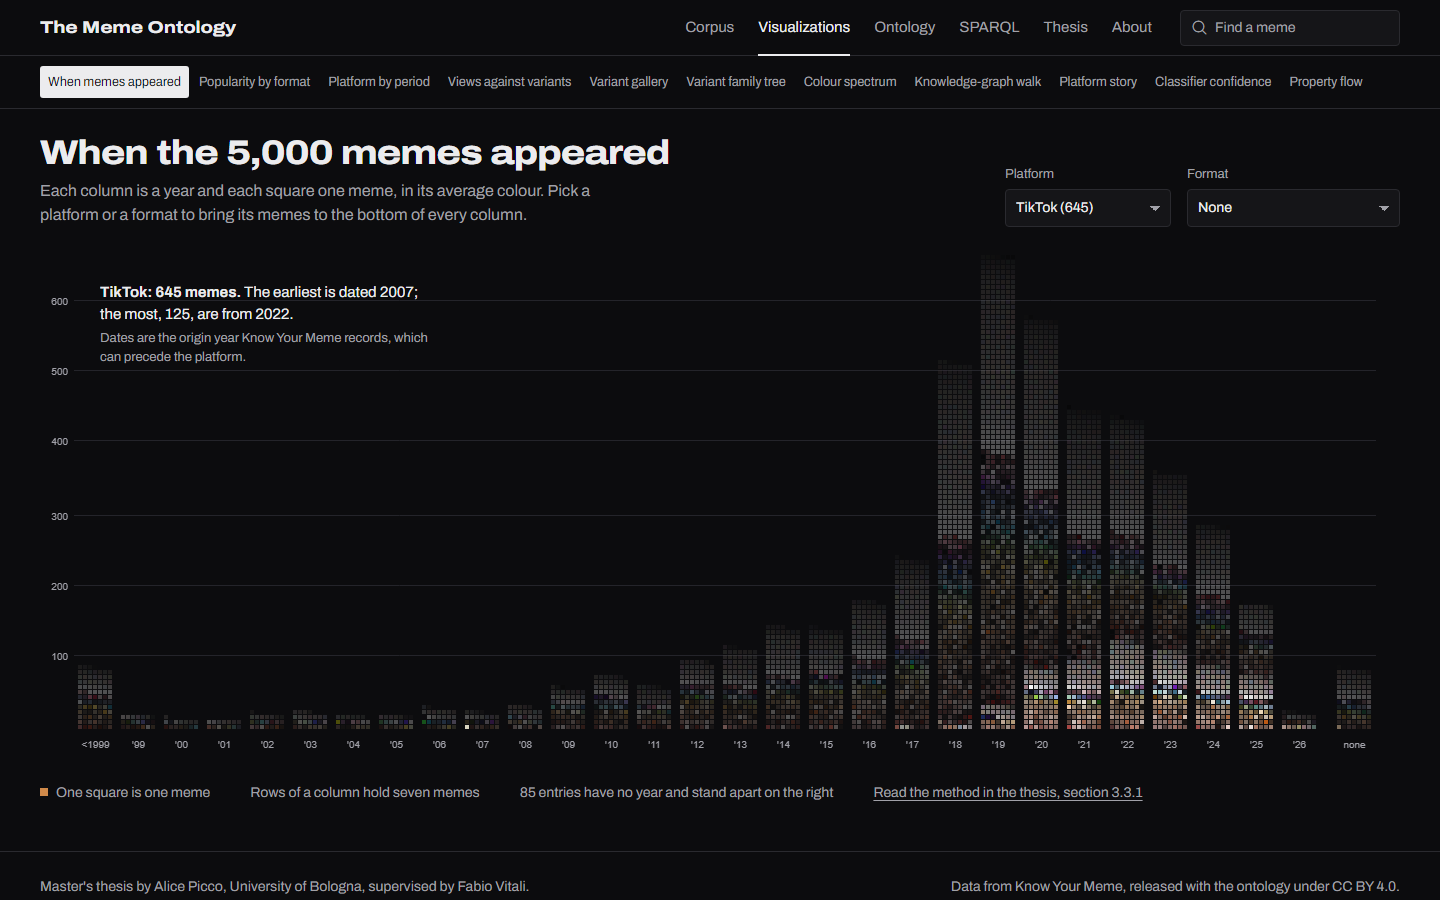 The Meme Ontology
Corpus Visualizations Ontology SPARQL Thesis About Find a meme
When memes appeared Popularity by format Platform by period Views against variants Variant gallery Variant family tree Colour spectrum Knowledge-graph walk Platform story Classifier confidence Property flow
When the 5,000 memes appeared
Each column is a year and each square one meme, in its average colour. Pick a
platform or a format to bring its memes to the bottom of every column.
Platform Format
TikTok (645) None
TikTok: 645 memes. The earliest is dated 2007;
the most, 125, are from 2022.
Dates are the origin year Know Your Meme records, which
can precede the platform.
600
500
400
300
200
100
<1999 '99 '00 '01 '02 '03 '04 '05 '06 '07 '08 '09 '10 '11 '12 '13 '14 '15 '16 '17 '18 '19 '20 '21 '22 '23 '24 '25 '26 none
One square is one meme Rows of a column hold seven memes 85 entries have no year and stand apart on the right Read the method in the thesis, section 3.3.1
Master's thesis by Alice Picco, University of Bologna, supervised by Fabio Vitali. Data from Know Your Meme, released with the ontology under CC BY 4.0.